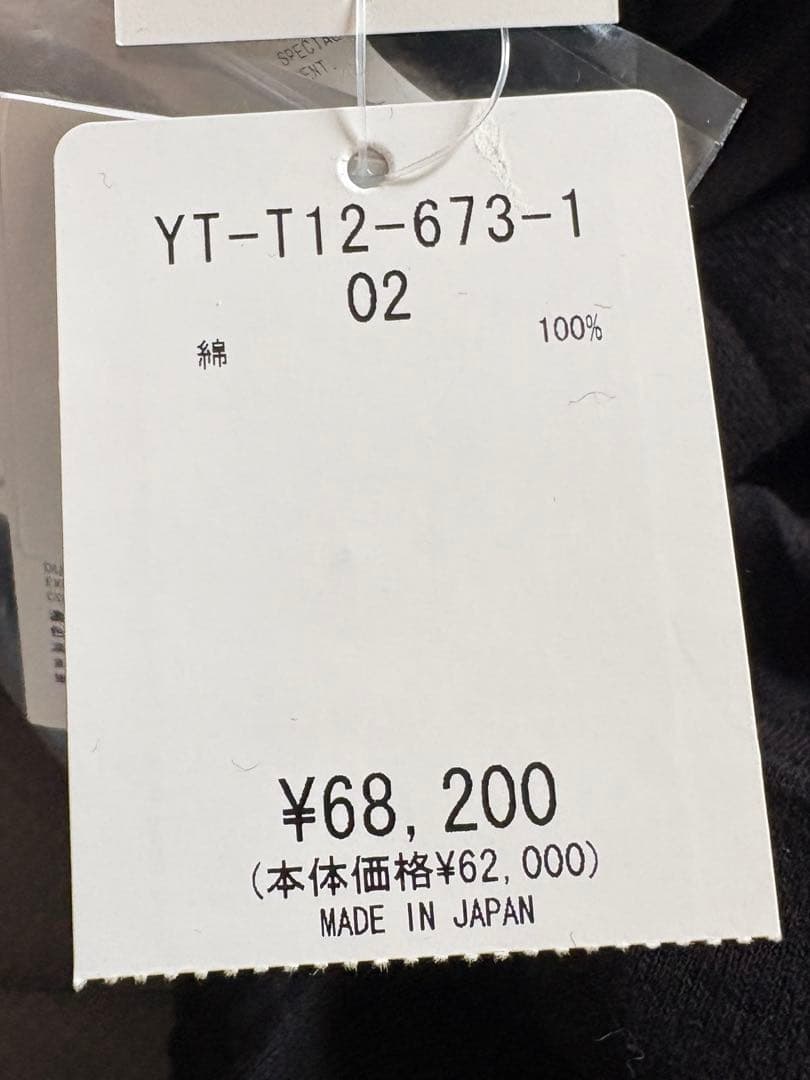 YT-T12-673-1
02
綿 100%
¥68,200
(本体価格¥62,000)
MADE IN JAPAN